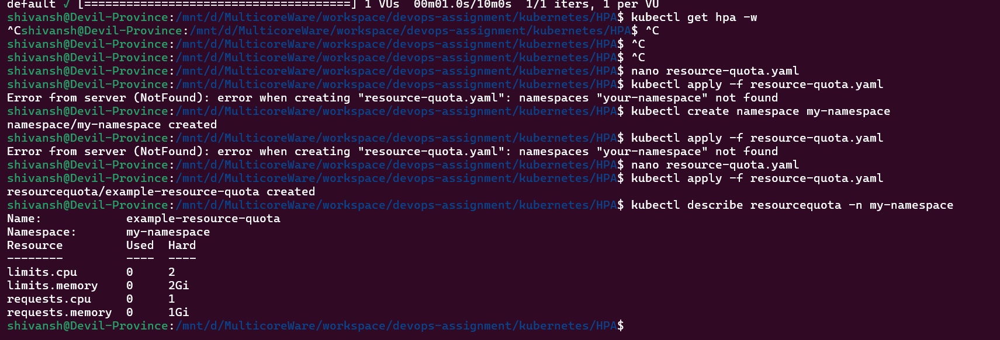 default ✓ [======================================] 1 VUs  00m01.0s/10m0s  1/1 iters, 1 per VU
shivansh@Devil-Province:/mnt/d/MulticoreWare/workspace/devops-assignment/kubernetes/HPA$ kubectl get hpa -w
^Cshivansh@Devil-Province:/mnt/d/MulticoreWare/workspace/devops-assignment/kubernetes/HPA$ ^C
shivansh@Devil-Province:/mnt/d/MulticoreWare/workspace/devops-assignment/kubernetes/HPA$ ^C
shivansh@Devil-Province:/mnt/d/MulticoreWare/workspace/devops-assignment/kubernetes/HPA$ ^C
shivansh@Devil-Province:/mnt/d/MulticoreWare/workspace/devops-assignment/kubernetes/HPA$ nano resource-quota.yaml
shivansh@Devil-Province:/mnt/d/MulticoreWare/workspace/devops-assignment/kubernetes/HPA$ kubectl apply -f resource-quota.yaml
Error from server (NotFound): error when creating "resource-quota.yaml": namespaces "your-namespace" not found
shivansh@Devil-Province:/mnt/d/MulticoreWare/workspace/devops-assignment/kubernetes/HPA$ kubectl create namespace my-namespace
namespace/my-namespace created
shivansh@Devil-Province:/mnt/d/MulticoreWare/workspace/devops-assignment/kubernetes/HPA$ kubectl apply -f resource-quota.yaml
Error from server (NotFound): error when creating "resource-quota.yaml": namespaces "your-namespace" not found
shivansh@Devil-Province:/mnt/d/MulticoreWare/workspace/devops-assignment/kubernetes/HPA$ nano resource-quota.yaml
shivansh@Devil-Province:/mnt/d/MulticoreWare/workspace/devops-assignment/kubernetes/HPA$ kubectl apply -f resource-quota.yaml
resourcequota/example-resource-quota created
shivansh@Devil-Province:/mnt/d/MulticoreWare/workspace/devops-assignment/kubernetes/HPA$ kubectl describe resourcequota -n my-namespace
Name:            example-resource-quota
Namespace:       my-namespace
Resource         Used  Hard
--------         ----  ----
limits.cpu       0     2
limits.memory    0     2Gi
requests.cpu     0     1
requests.memory  0     1Gi
shivansh@Devil-Province:/mnt/d/MulticoreWare/workspace/devops-assignment/kubernetes/HPA$